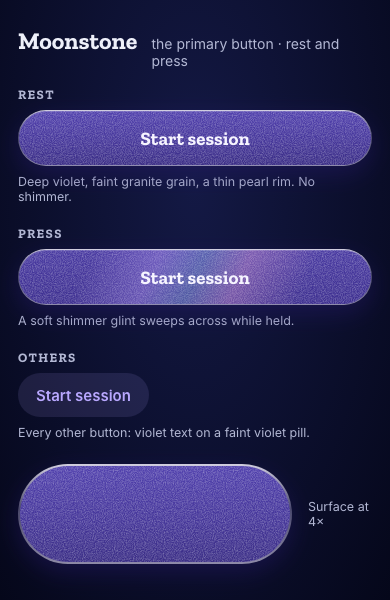 Moonstone
the primary button · rest and
press
REST
Start session
Deep violet, faint granite grain, a thin pearl rim. No
shimmer.
PRESS
Start session
A soft shimmer glint sweeps across while held.
OTHERS
Start session
Every other button: violet text on a faint violet pill.
Surface at
4×